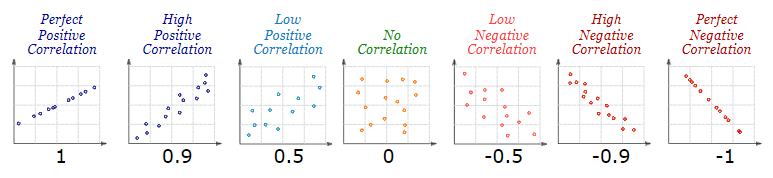 Perfect
Positive
Correlation
High
Positive
Correlation
Low
Positive
Correlation
No
Correlation
Low
Negative
Correlation
High
Negative
Correlation
Perfect
Negative
Correlation
1
0.9
0.5
0
-0.5
-0.9
-1